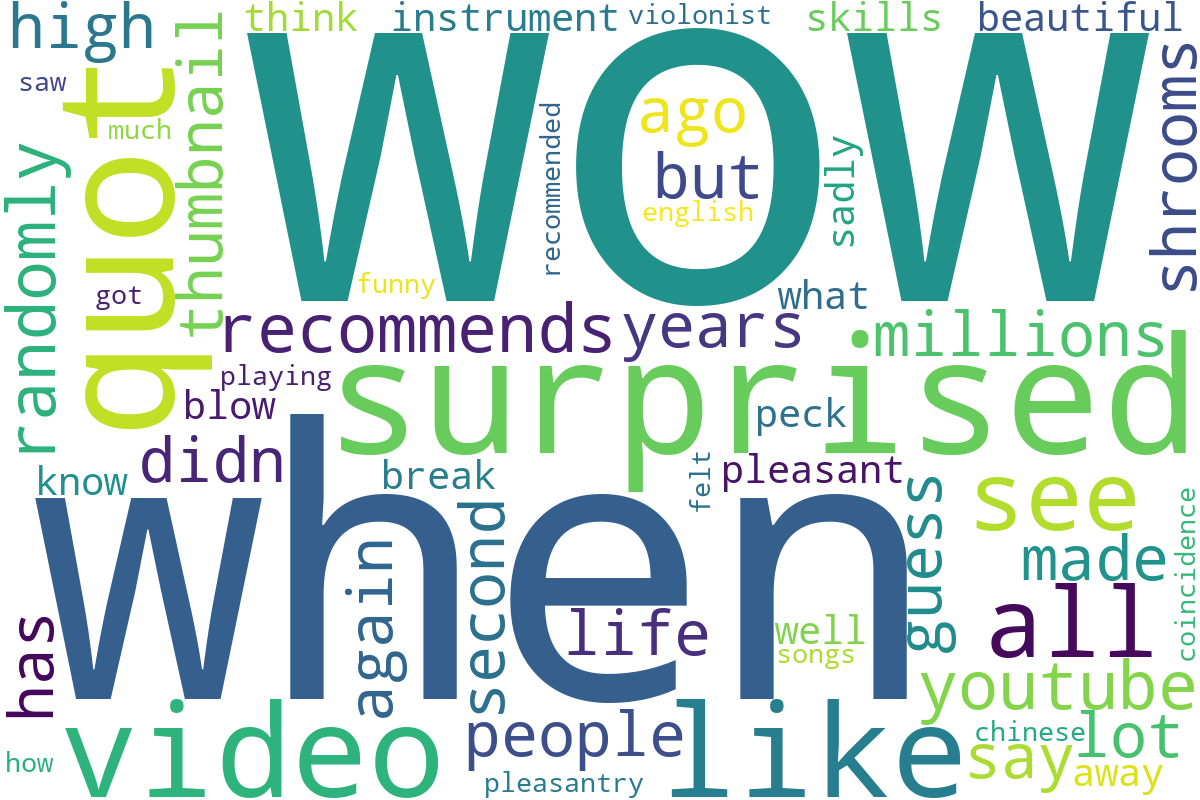 high
think
instrument
violonist
skills
beautiful
saw
quot
thumbnail
wow
ago
but
english
recommended
sadly
shrooms
much
randomly
got
funny
what
recommends
years
millions
playing
surprised
blow
peck
didn
know
break
felt
pleasant
see
when
second
again
guess
made
coincidence
life
well
songs
all
has
youtube
video
people
like
chinese
lot
say
away
how
pleasantry